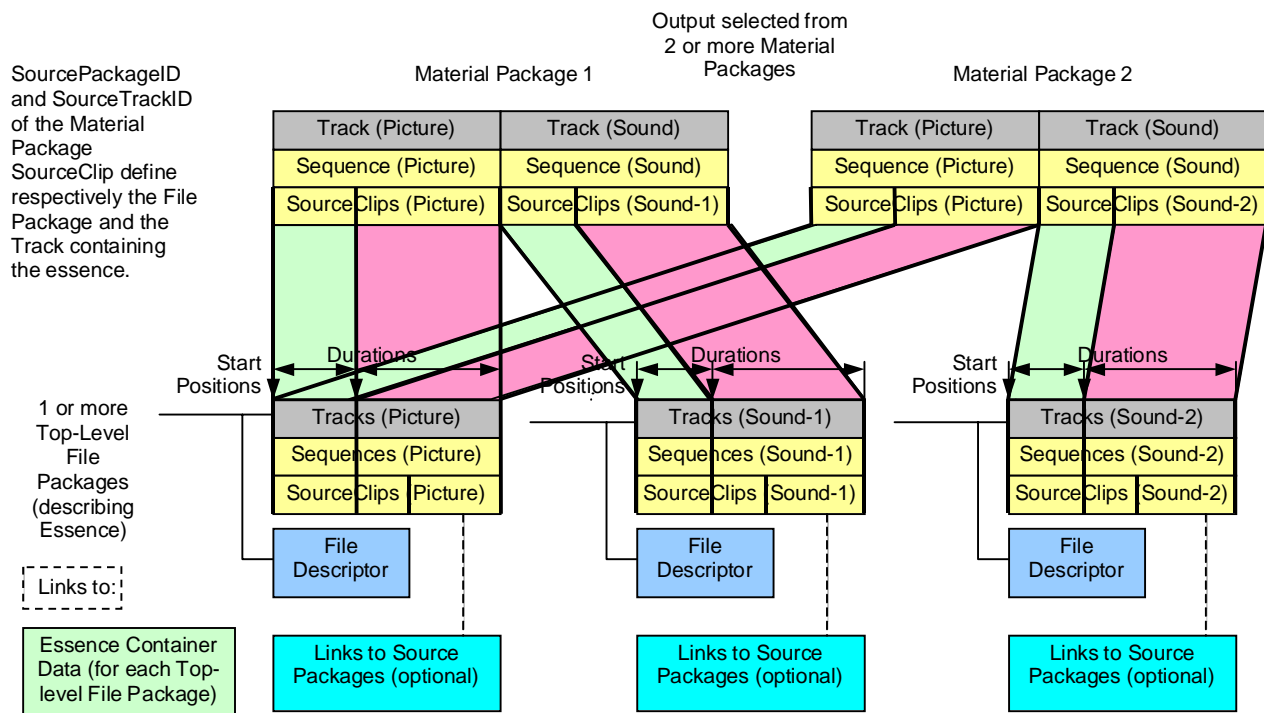 Output selected from
2 or more Material
Packages
SourcePackageID
and SourceTrackID
of the Material
Package
SourceClip define
respectively the File
Package and the
Track containing
the essence.
Material Package 1
Material Package 2
Track (Picture)
Track (Sound)
Track (Picture)
Track (Sound)
Sequence (Picture)
Sequence (Sound)
Sequence (Picture)
Sequence (Sound)
SourceClips (Picture)
SourceClips (Sound-1)
SourceClips (Picture)
SourceClips (Sound-2)
Start
Positions
Durations
Start
Positions
Durations
Start
Positions
Durations
1 or more
Top-Level
File
Packages
(describing
Essence)
Tracks (Picture)
Tracks (Sound-1)
Tracks (Sound-2)
Sequences (Picture)
Sequences (Sound-1)
Sequences (Sound-2)
SourceClips (Picture)
SourceClips (Sound-1)
SourceClips (Sound-2)
File
Descriptor
File
Descriptor
File
Descriptor
Links to:
Essence Container
Data (for each Top-
level File Package)
Links to Source
Packages (optional)
Links to Source
Packages (optional)
Links to Source
Packages (optional)